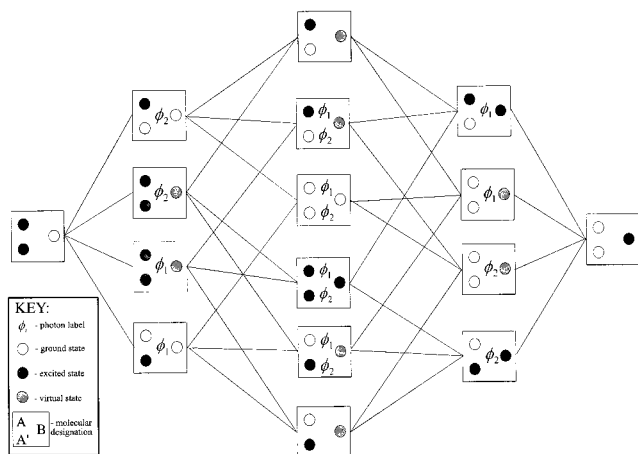 ϕ₁
ϕ₂
ϕ₂
ϕ₁
ϕ₂
ϕ₁
ϕ₁
ϕ₂
ϕ₂
ϕ₁
ϕ₁
ϕ₂
ϕ₂
ϕ₁
ϕ₁
ϕ₂
ϕ₂
KEY:
ϕᵢ - photon label
- ground state
- excited state
- virtual state
A B - molecular
A' designation